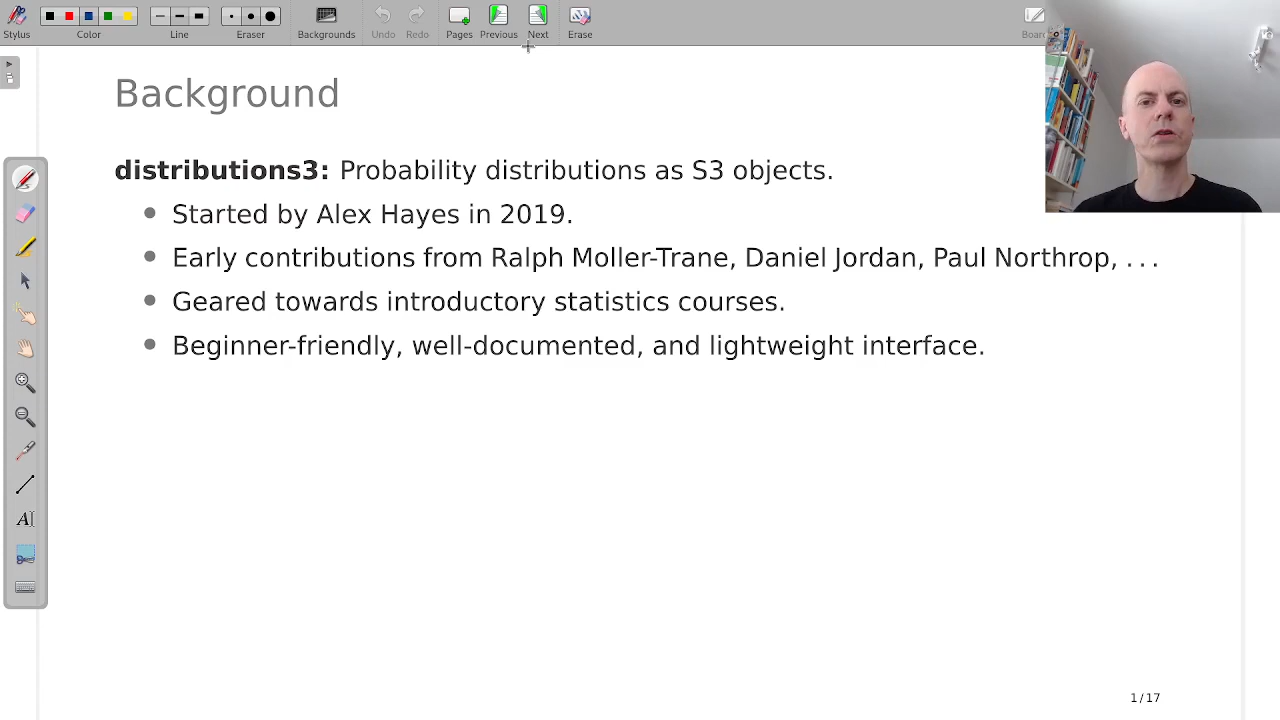 Stylus
Color
Line
Eraser
Backgrounds
Undo
Redo
Pages
Previous
Next
Erase
Board
Background
distributions3: Probability distributions as S3 objects.
• Started by Alex Hayes in 2019.
• Early contributions from Ralph Moller-Trane, Daniel Jordan, Paul Northrop, . . .
• Geared towards introductory statistics courses.
• Beginner-friendly, well-documented, and lightweight interface.
1 / 17